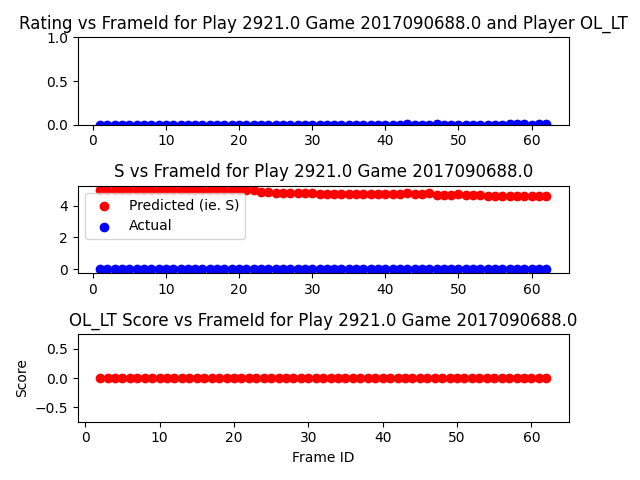 Rating vs FrameId for Play 2921.0 Game 2017090688.0 and Player OL_LT
1.0
0.5
0.0
0 10 20 30 40 50 60
S vs FrameId for Play 2921.0 Game 2017090688.0
4
2
0
Predicted (ie. S)
Actual
0 10 20 30 40 50 60
OL_LT Score vs FrameId for Play 2921.0 Game 2017090688.0
Score
0.5
0.0
−0.5
0 10 20 30 40 50 60
Frame ID